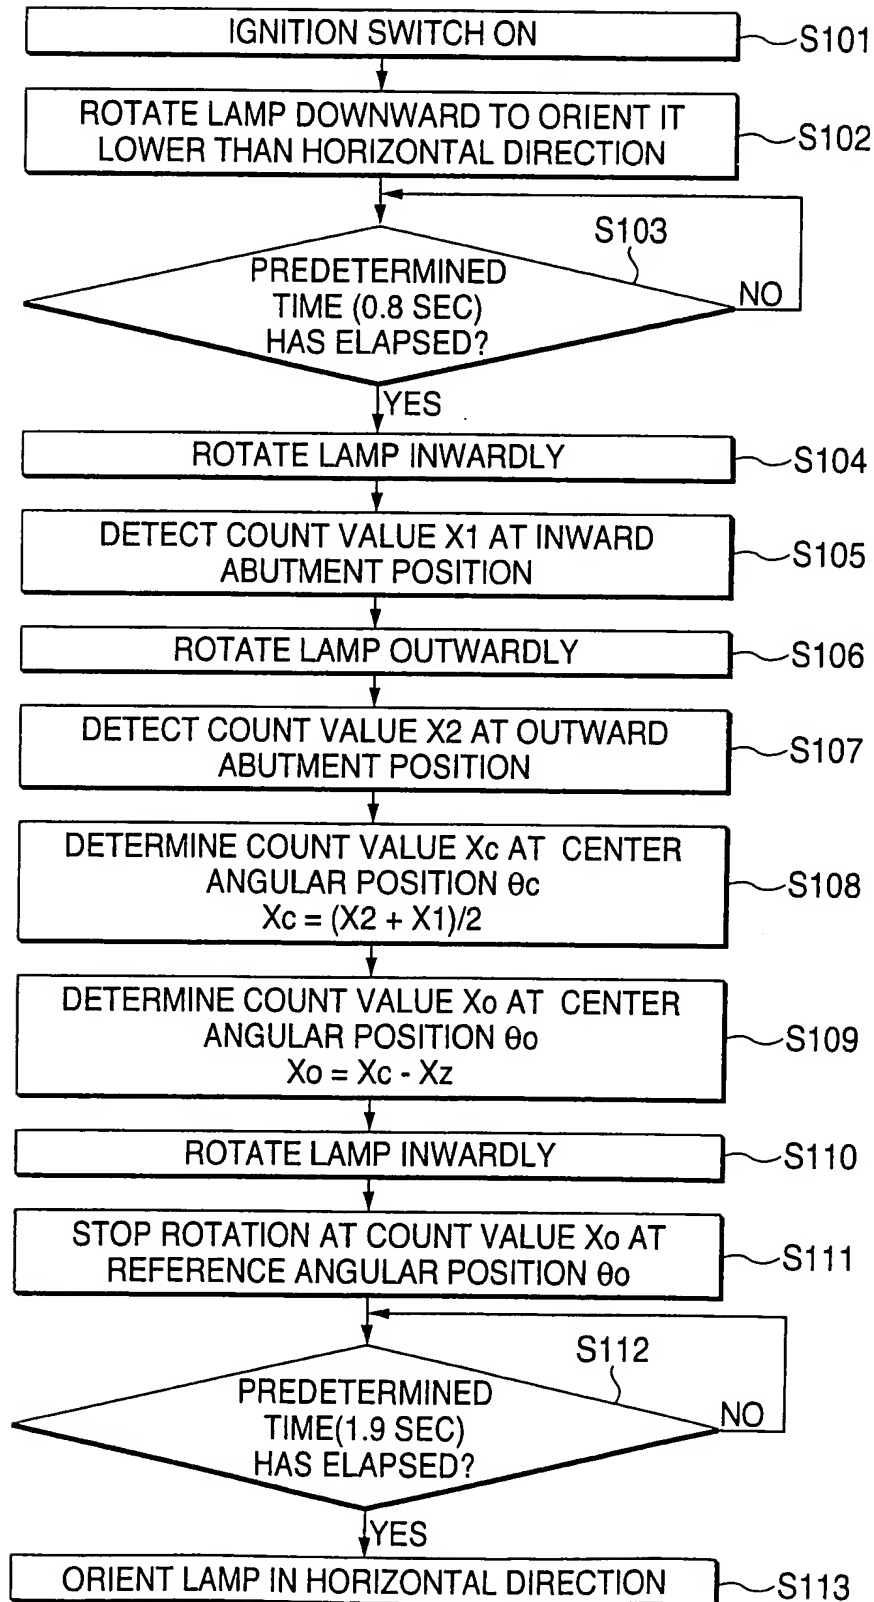 IGNITION SWITCH ON
S101
ROTATE LAMP DOWNWARD TO ORIENT IT
LOWER THAN HORIZONTAL DIRECTION
S102
S103
PREDETERMINED
TIME (0.8 SEC)
HAS ELAPSED?
NO
YES
ROTATE LAMP INWARDLY
S104
DETECT COUNT VALUE X1 AT INWARD
ABUTMENT POSITION
S105
ROTATE LAMP OUTWARDLY
S106
DETECT COUNT VALUE X2 AT OUTWARD
ABUTMENT POSITION
S107
DETERMINE COUNT VALUE Xc AT CENTER
ANGULAR POSITION θc
Xc = (X2 + X1)/2
S108
DETERMINE COUNT VALUE Xo AT CENTER
ANGULAR POSITION θo
Xo = Xc - Xz
S109
ROTATE LAMP INWARDLY
S110
STOP ROTATION AT COUNT VALUE Xo AT
REFERENCE ANGULAR POSITION θo
S111
S112
PREDETERMINED
TIME(1.9 SEC)
HAS ELAPSED?
NO
YES
ORIENT LAMP IN HORIZONTAL DIRECTION
S113